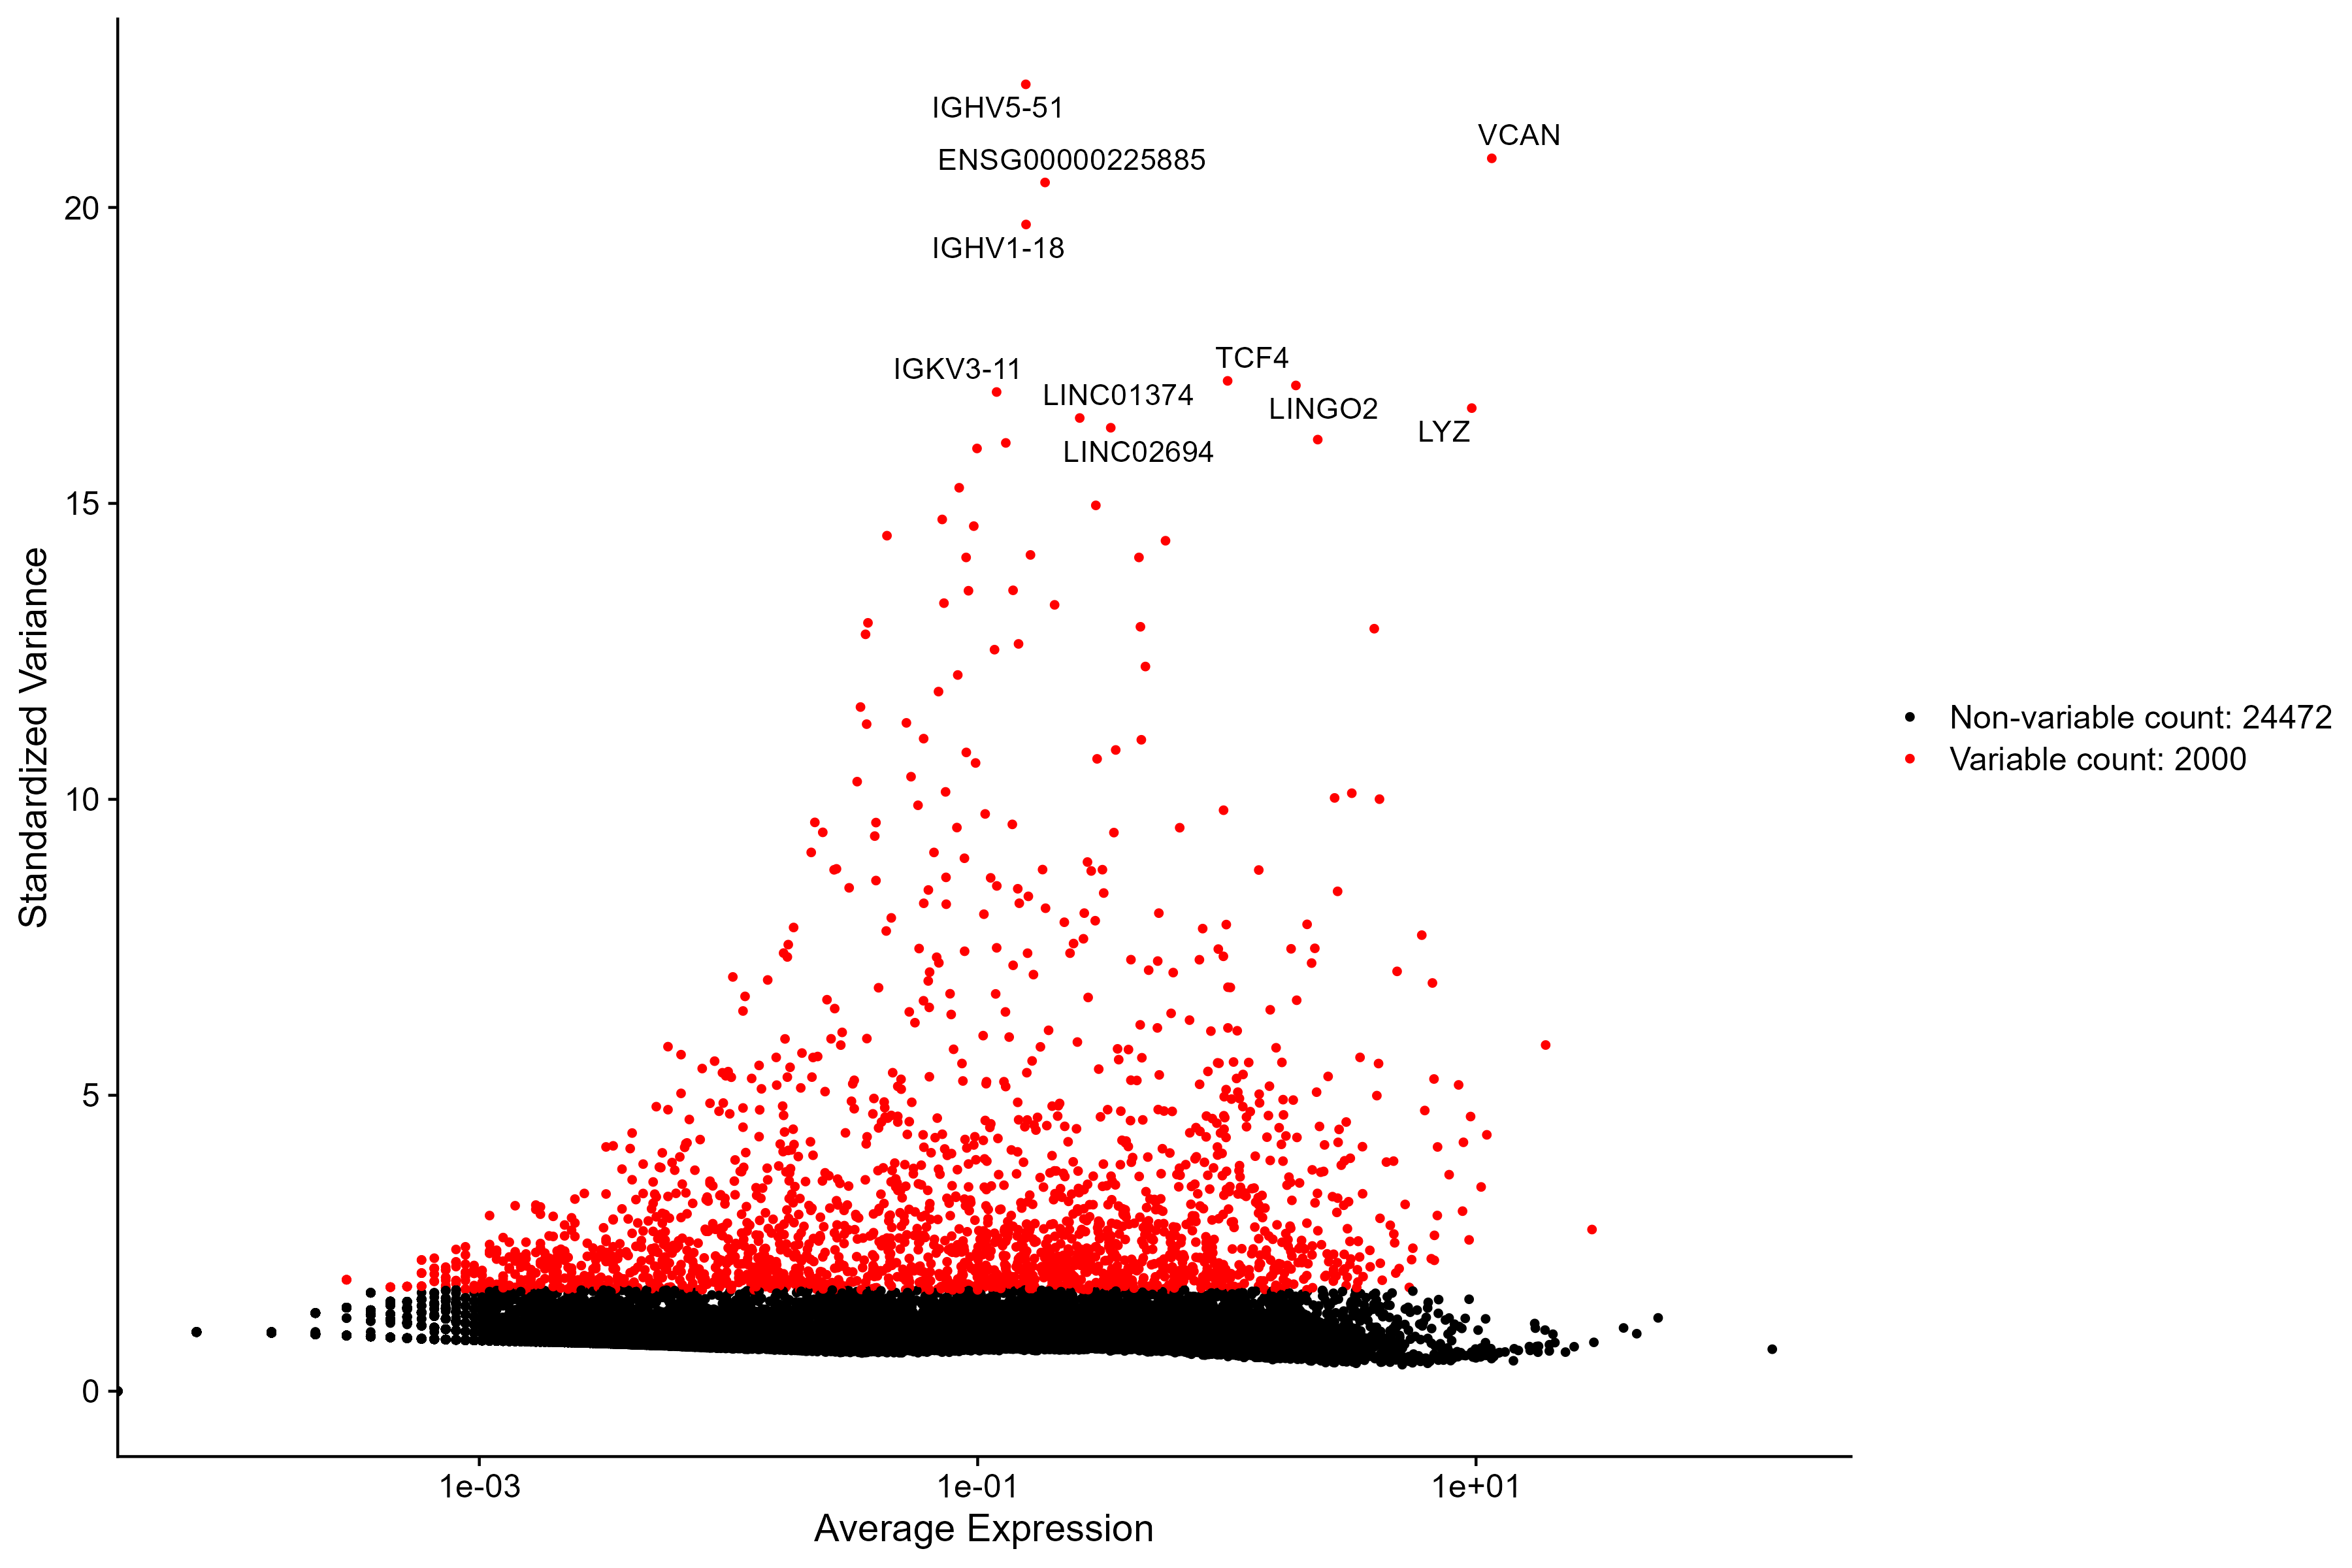 IGHV5-51
VCAN
ENSG00000225885
IGHV1-18
TCF4
IGKV3-11
LINC01374
LINGO2
LYZ
LINC02694
20
15
10
5
0
Standardized Variance
Non-variable count: 24472
Variable count: 2000
1e-03
1e-01
1e+01
Average Expression